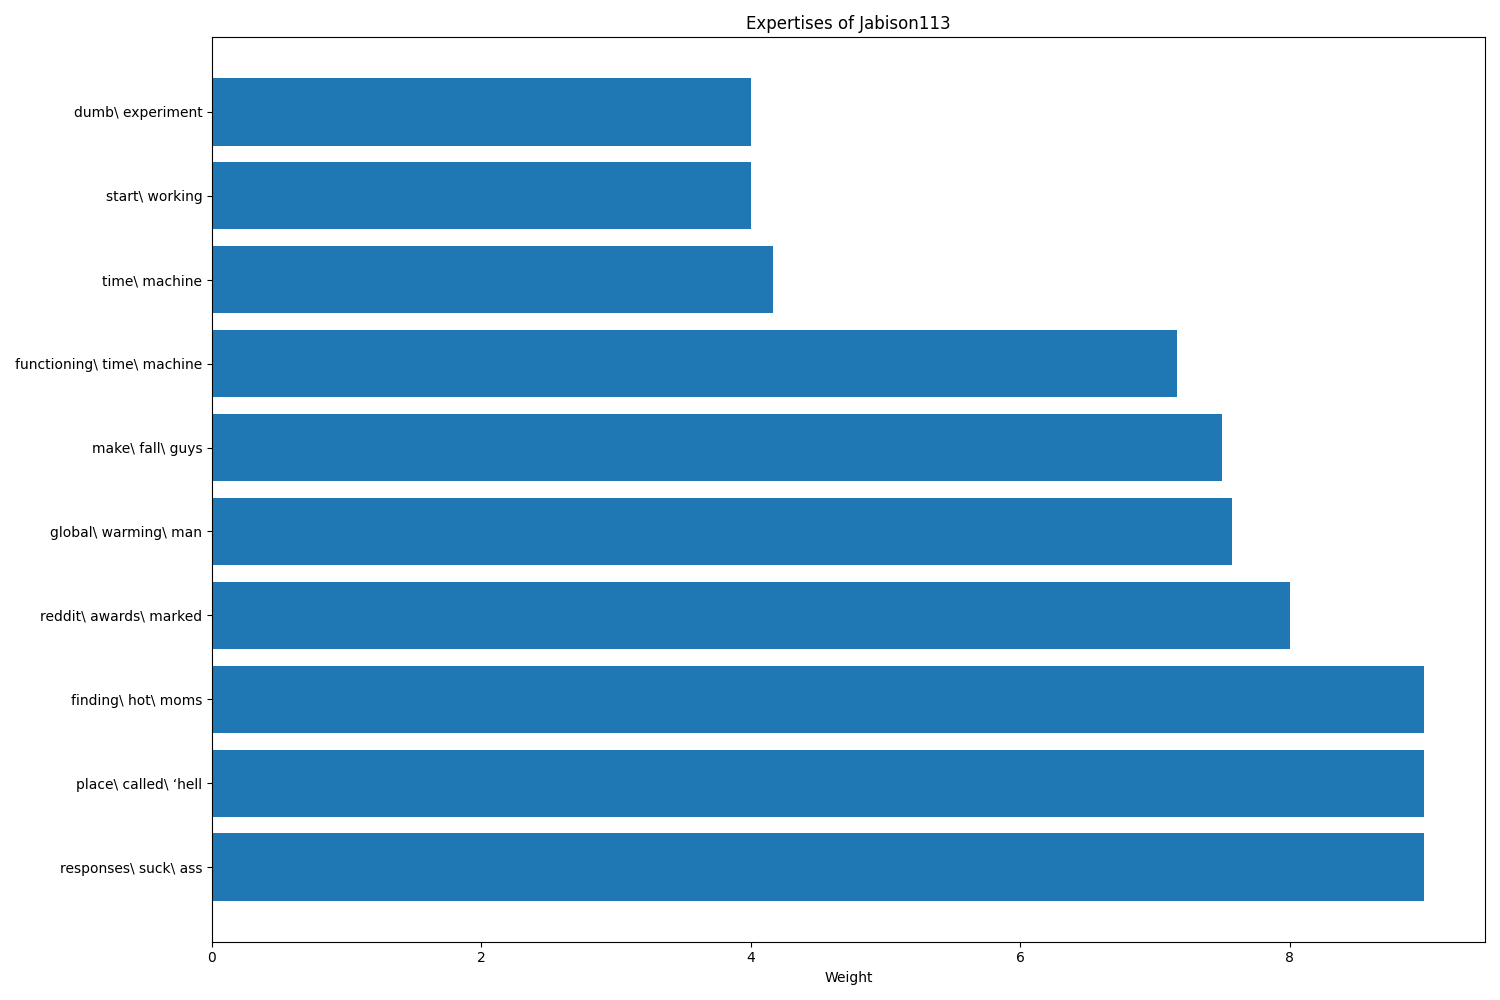 Expertises of Jabison113
dumb\ experiment
start\ working
time\ machine
functioning\ time\ machine
make\ fall\ guys
global\ warming\ man
reddit\ awards\ marked
finding\ hot\ moms
place\ called\ ‘hell
responses\ suck\ ass
0 2 4 6 8
Weight